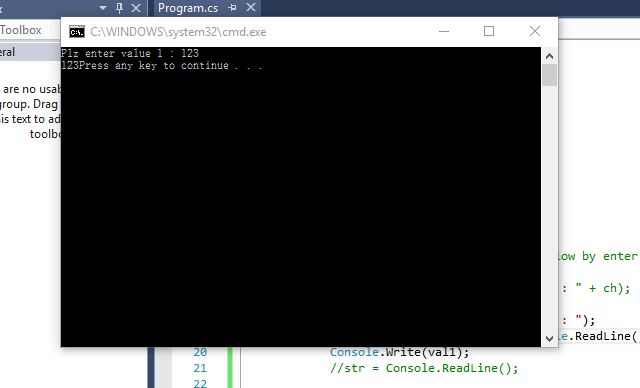 Program.cs
Toolbox
C:\WINDOWS\system32\cmd.exe
Plz enter value 1 : 123
123Press any key to continue . . .
eral
are no usab
group. Drag
his text to ad
toolbo
low by enter
: " + ch);
: ");
le.ReadLine()
20 Console.Write(val1);
21 //str = Console.ReadLine();
22